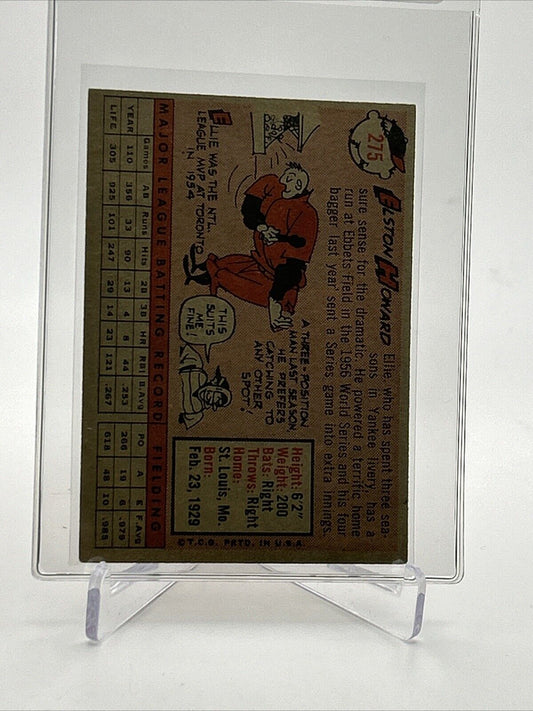 275
ELSTON HOWARD
Ellie who has spent three sea-
sons in Yankee livery, has a
sure sense for the dramatic. He powered a terrific home
run at Ebbets Field in the 1956 World Series and his four
bagger last year sent a Series game into extra innings.
ELLIE WAS THE INT'L
LEAGUE MVP AT TORONTO
IN 1954
A THREE-POSITION
MAN LAST SEASON
HE PREFERS
CATCHING TO
ANY OTHER
SPOT!
THIS
SUITS
ME
FINE!
Height: 6'2"
Weight: 200
Bats: Right
Throws: Right
Home:
St. Louis, Mo.
Born:
Feb. 23, 1929
MAJOR LEAGUE BATTING RECORD FIELDING
Games AB Runs Hits 2B 3B HR RBI B.Avg PO A E F.Avg
YEAR 110 356 33 90 13 4 8 44 .253 266 19 6 .979
LIFE 305 925 101 247 29 14 23 121 .267 618 48 10 .985
© T.C.G. PRTD. IN U.S.A.